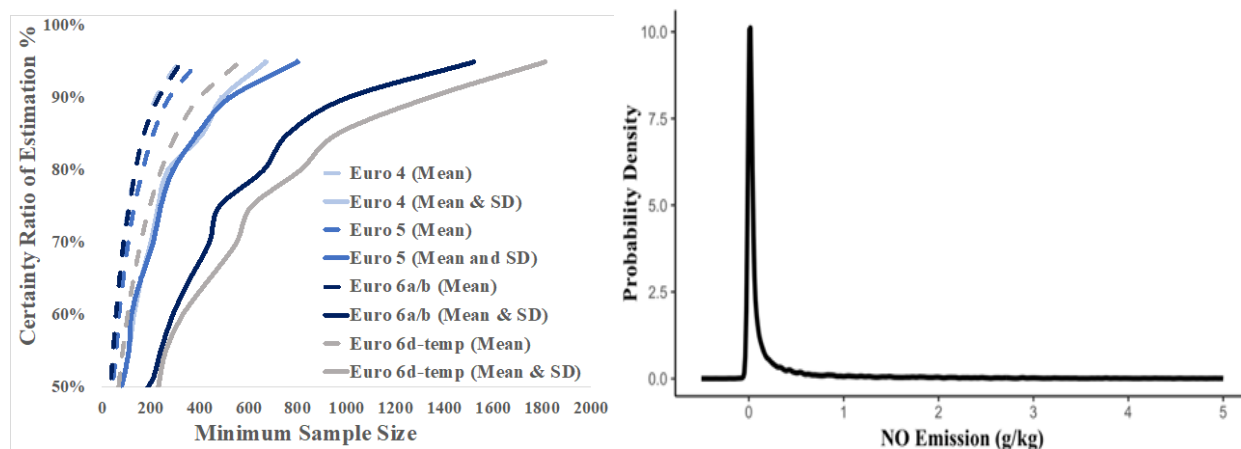 Certainty Ratio of Estimation %
100%
90%
80%
70%
60%
50%
Euro 4 (Mean)
Euro 4 (Mean & SD)
Euro 5 (Mean)
Euro 5 (Mean and SD)
Euro 6a/b (Mean)
Euro 6a/b (Mean & SD)
Euro 6d-temp (Mean)
Euro 6d-temp (Mean & SD)
0 200 400 600 800 1000 1200 1400 1600 1800 2000
Minimum Sample Size
Probability Density
10.0
7.5
5.0
2.5
0.0
0 1 2 3 4 5
NO Emission (g/kg)